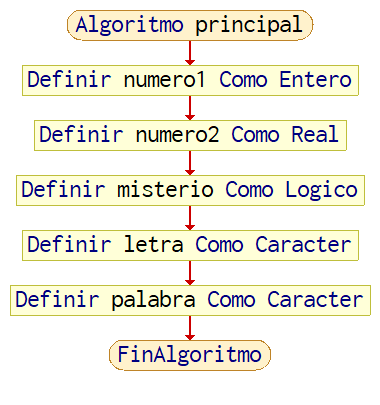 Algoritmo principal
Definir numero1 Como Entero
Definir numero2 Como Real
Definir misterio Como Logico
Definir letra Como Caracter
Definir palabra Como Caracter
FinAlgoritmo